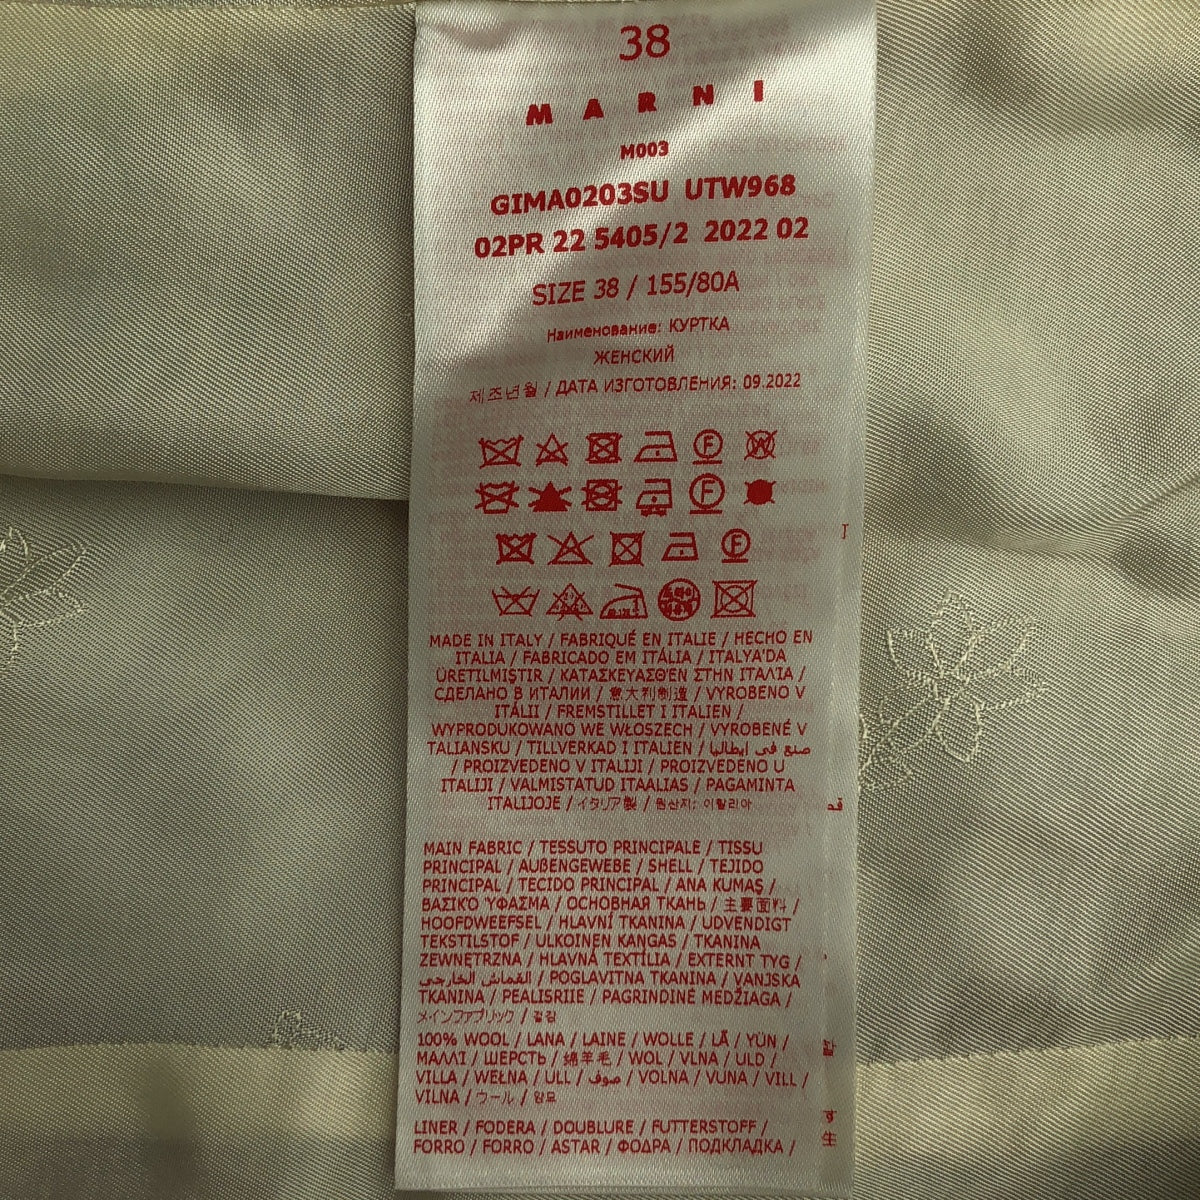 38
MARNI
M003
GIMA0203SU UTW968
02PR 22 5405/2 2022 02
SIZE 38 / 155/80A
Наименование: КУРТКА
ЖЕНСКИЙ
제조년월 / ДАТА ИЗГОТОВЛЕНИЯ: 09.2022
F W
F
F
MADE IN ITALY / FABRIQUÉ EN ITALIE / HECHO EN
ITALIA / FABRICADO EM ITÁLIA / ITALYA'DA
ÜRETILMIŞTIR / ΚΑΤΑΣΚΕΥΑΣΘ'ΕΝ ΣΤΗΝ ΙΤΑΛ'ΙΑ /
СДЕЛАНО В ИТАЛИИ / 意大利制造 / VYROBENO V
ITÁLII / FREMSTILLET I ITALIEN /
WYPRODUKOWANO WE WŁOSZECH / VYROBENÉ V
TALIANSKU / TILLVERKAD I ITALIEN / صنع في ايطاليا
/ PROIZVEDENO V ITALIJI / PROIZVEDENO U
ITALIJI / VALMISTATUD ITAALIAS / PAGAMINTA
ITALIJOJE / イタリア製 / 원산지: 이탈리아
MAIN FABRIC / TESSUTO PRINCIPALE / TISSU
PRINCIPAL / AUßENGEWEBE / SHELL / TEJIDO
PRINCIPAL / TECIDO PRINCIPAL / ANA KUMAŞ /
ΒΑΣΙΚ'Ο 'ΥΦΑΣΜΑ / ОСНОВНАЯ ТКАНЬ / 主要面料 /
HOOFDWEEFSEL / HLAVNÍ TKANINA / UDVENDIGT
TEKSTILSTOF / ULKOINEN KANGAS / TKANINA
ZEWNĘTRZNA / HLAVNÁ TEXTÍLIA / EXTERNT TYG /
القماش الخارجي / POGLAVITNA TKANINA / VANJSKA
TKANINA / PEALISRIIE / PAGRINDINĖ MEDŽIAGA /
メインファブリック / 겉감
100% WOOL / LANA / LAINE / WOLLE / LÃ / YÜN /
ΜΑΛΛ'Ι / ШЕРСТЬ / 绵羊毛 / WOL / VLNA / ULD /
VILLA / WEŁNA / ULL / صوف / VOLNA / VUNA / VILL /
VILNA / ウール / 양모
LINER / FODERA / DOUBLURE / FUTTERSTOFF /
FORRO / FORRO / ASTAR / ΦΟΔΡΑ / ПОДКЛАДКА /